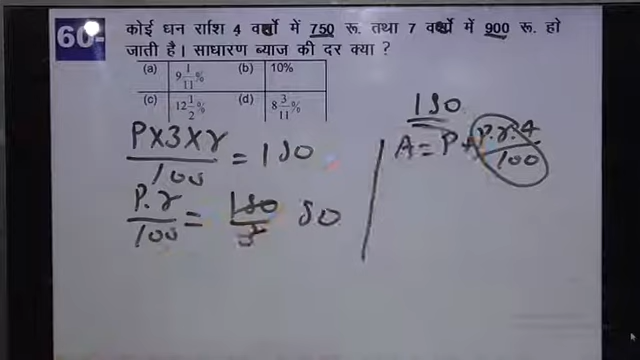 60-
कोई धन राशि 4 वर्षो में 750 रू. तथा 7 वर्षो में 900 रू. हो
जाती है। साधारण ब्याज की दर क्या ?
(a) 9 1/11% (b) 10%
(c) 12 1/2% (d) 8 3/11%
150
P×3×r/100 = 150
A = P + P.r.4/100
P.r/100 = 150/3 50